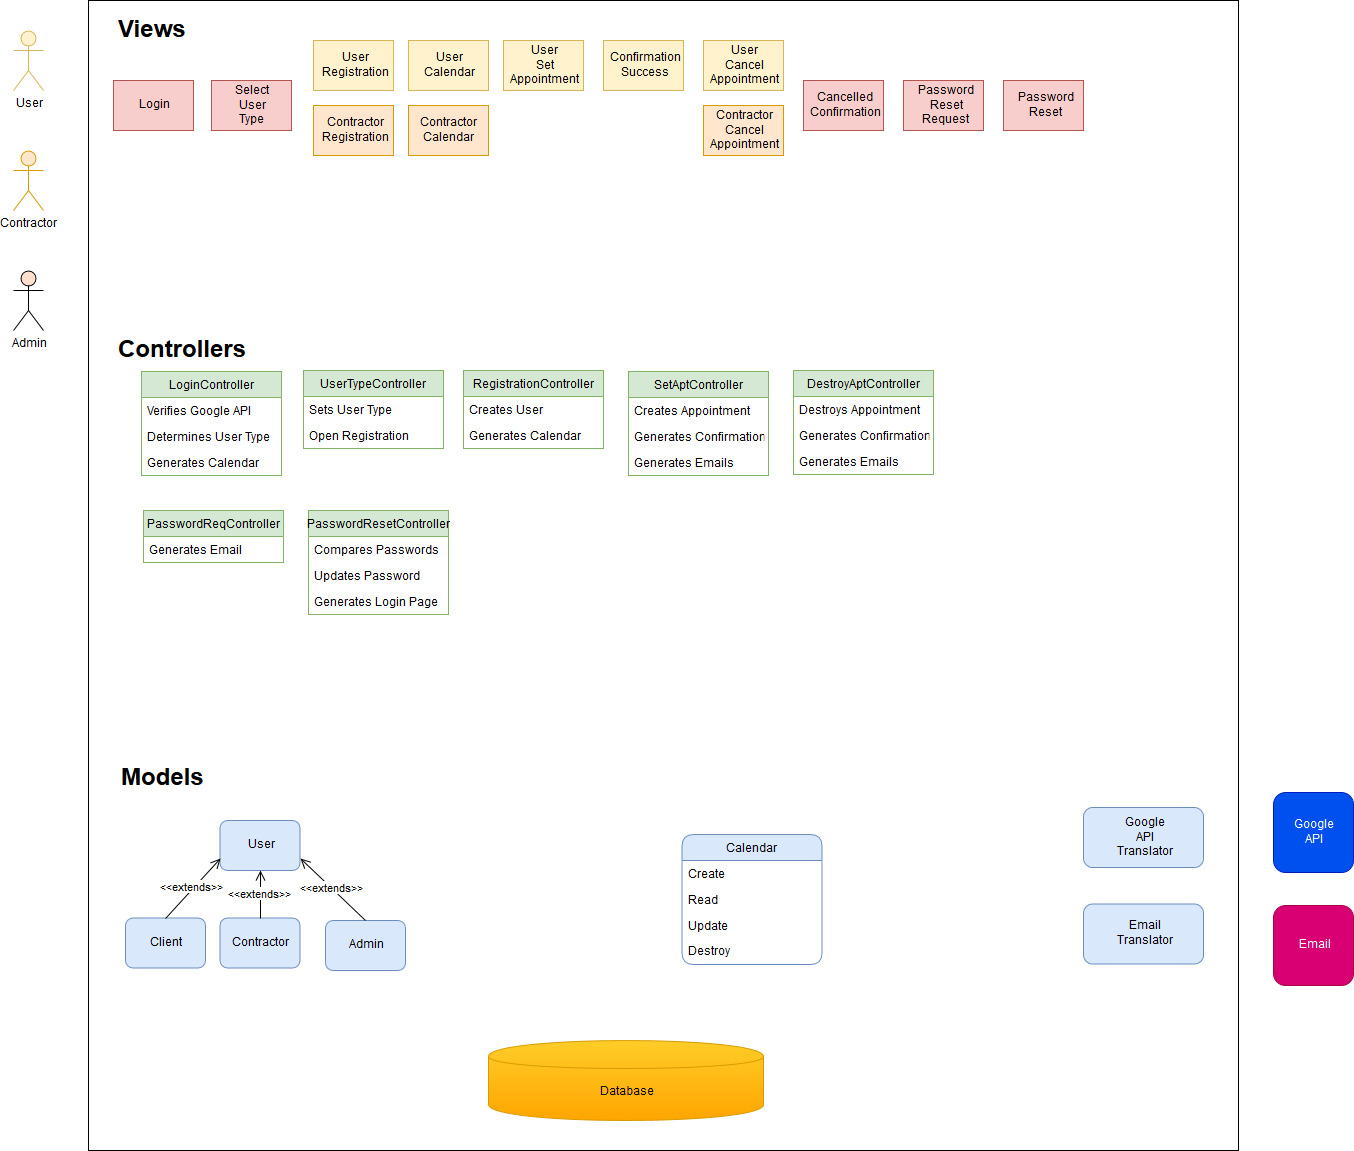 User
Contractor
Admin
Views
Login
Select
User
Type
User
Registration
Contractor
Registration
User
Calendar
Contractor
Calendar
User
Set
Appointment
Confirmation
Success
User
Cancel
Appointment
Contractor
Cancel
Appointment
Cancelled
Confirmation
Password
Reset
Request
Password
Reset
Controllers
LoginController
Verifies Google API
Determines User Type
Generates Calendar
UserTypeController
Sets User Type
Open Registration
RegistrationController
Creates User
Generates Calendar
SetAptController
Creates Appointment
Generates Confirmation
Generates Emails
DestroyAptController
Destroys Appointment
Generates Confirmation
Generates Emails
PasswordReqController
Generates Email
PasswordResetController
Compares Passwords
Updates Password
Generates Login Page
Models
User
<<extends>>
<<extends>>
<<extends>>
Client
Contractor
Admin
Calendar
Create
Read
Update
Destroy
Google
API
Translator
Email
Translator
Google
API
Email
Database